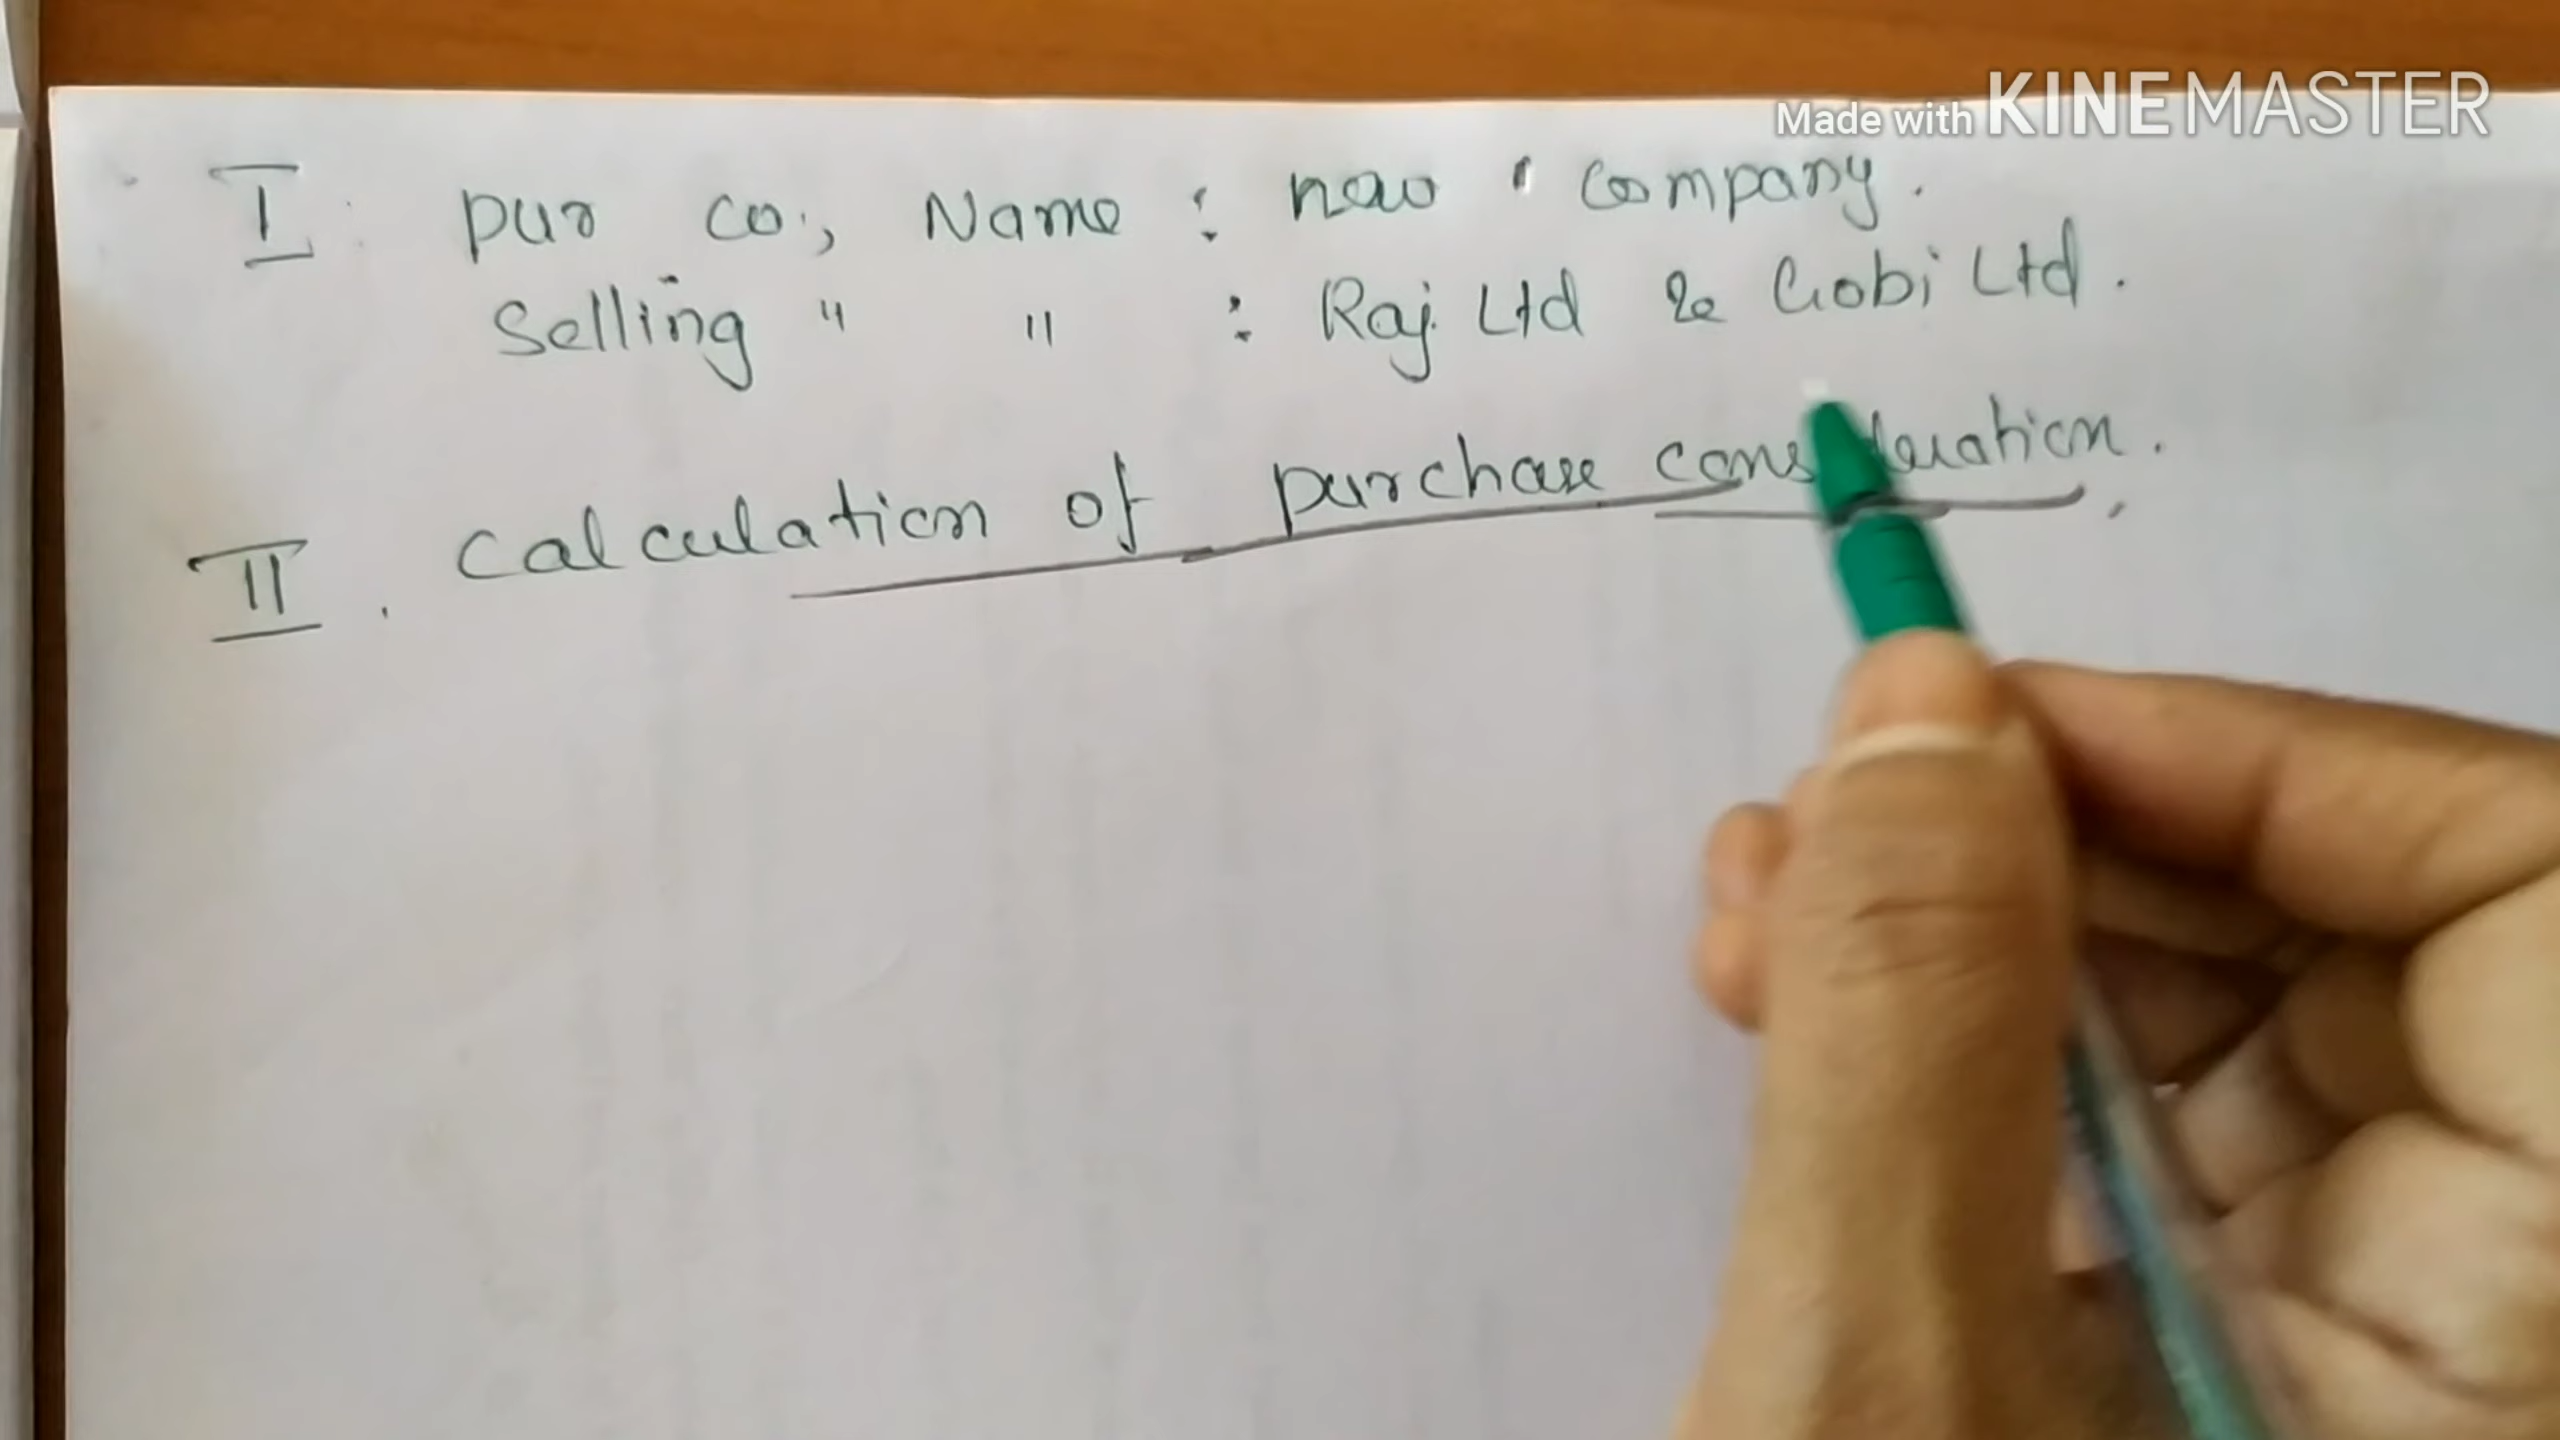 Made with KINEMASTER
I. pur co., Name : new company.
Selling " " : Raj Ltd & Gobi Ltd.
II. calculation of purchase consideration.